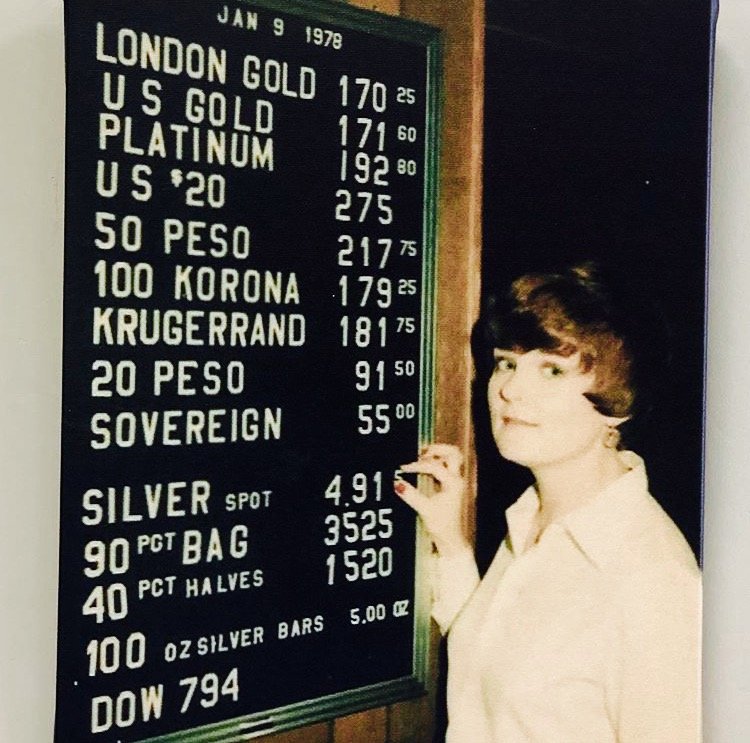 JAN 9 1978
LONDON GOLD 170 25
U S GOLD 171 60
PLATINUM 192 80
U S $20 275
50 PESO 217 75
100 KORONA 179 25
KRUGERRAND 181 75
20 PESO 91 50
SOVEREIGN 55 00
SILVER SPOT 4.91
90 PCT BAG 3525
40 PCT HALVES 1520
100 OZ SILVER BARS 5.00 OZ
DOW 794